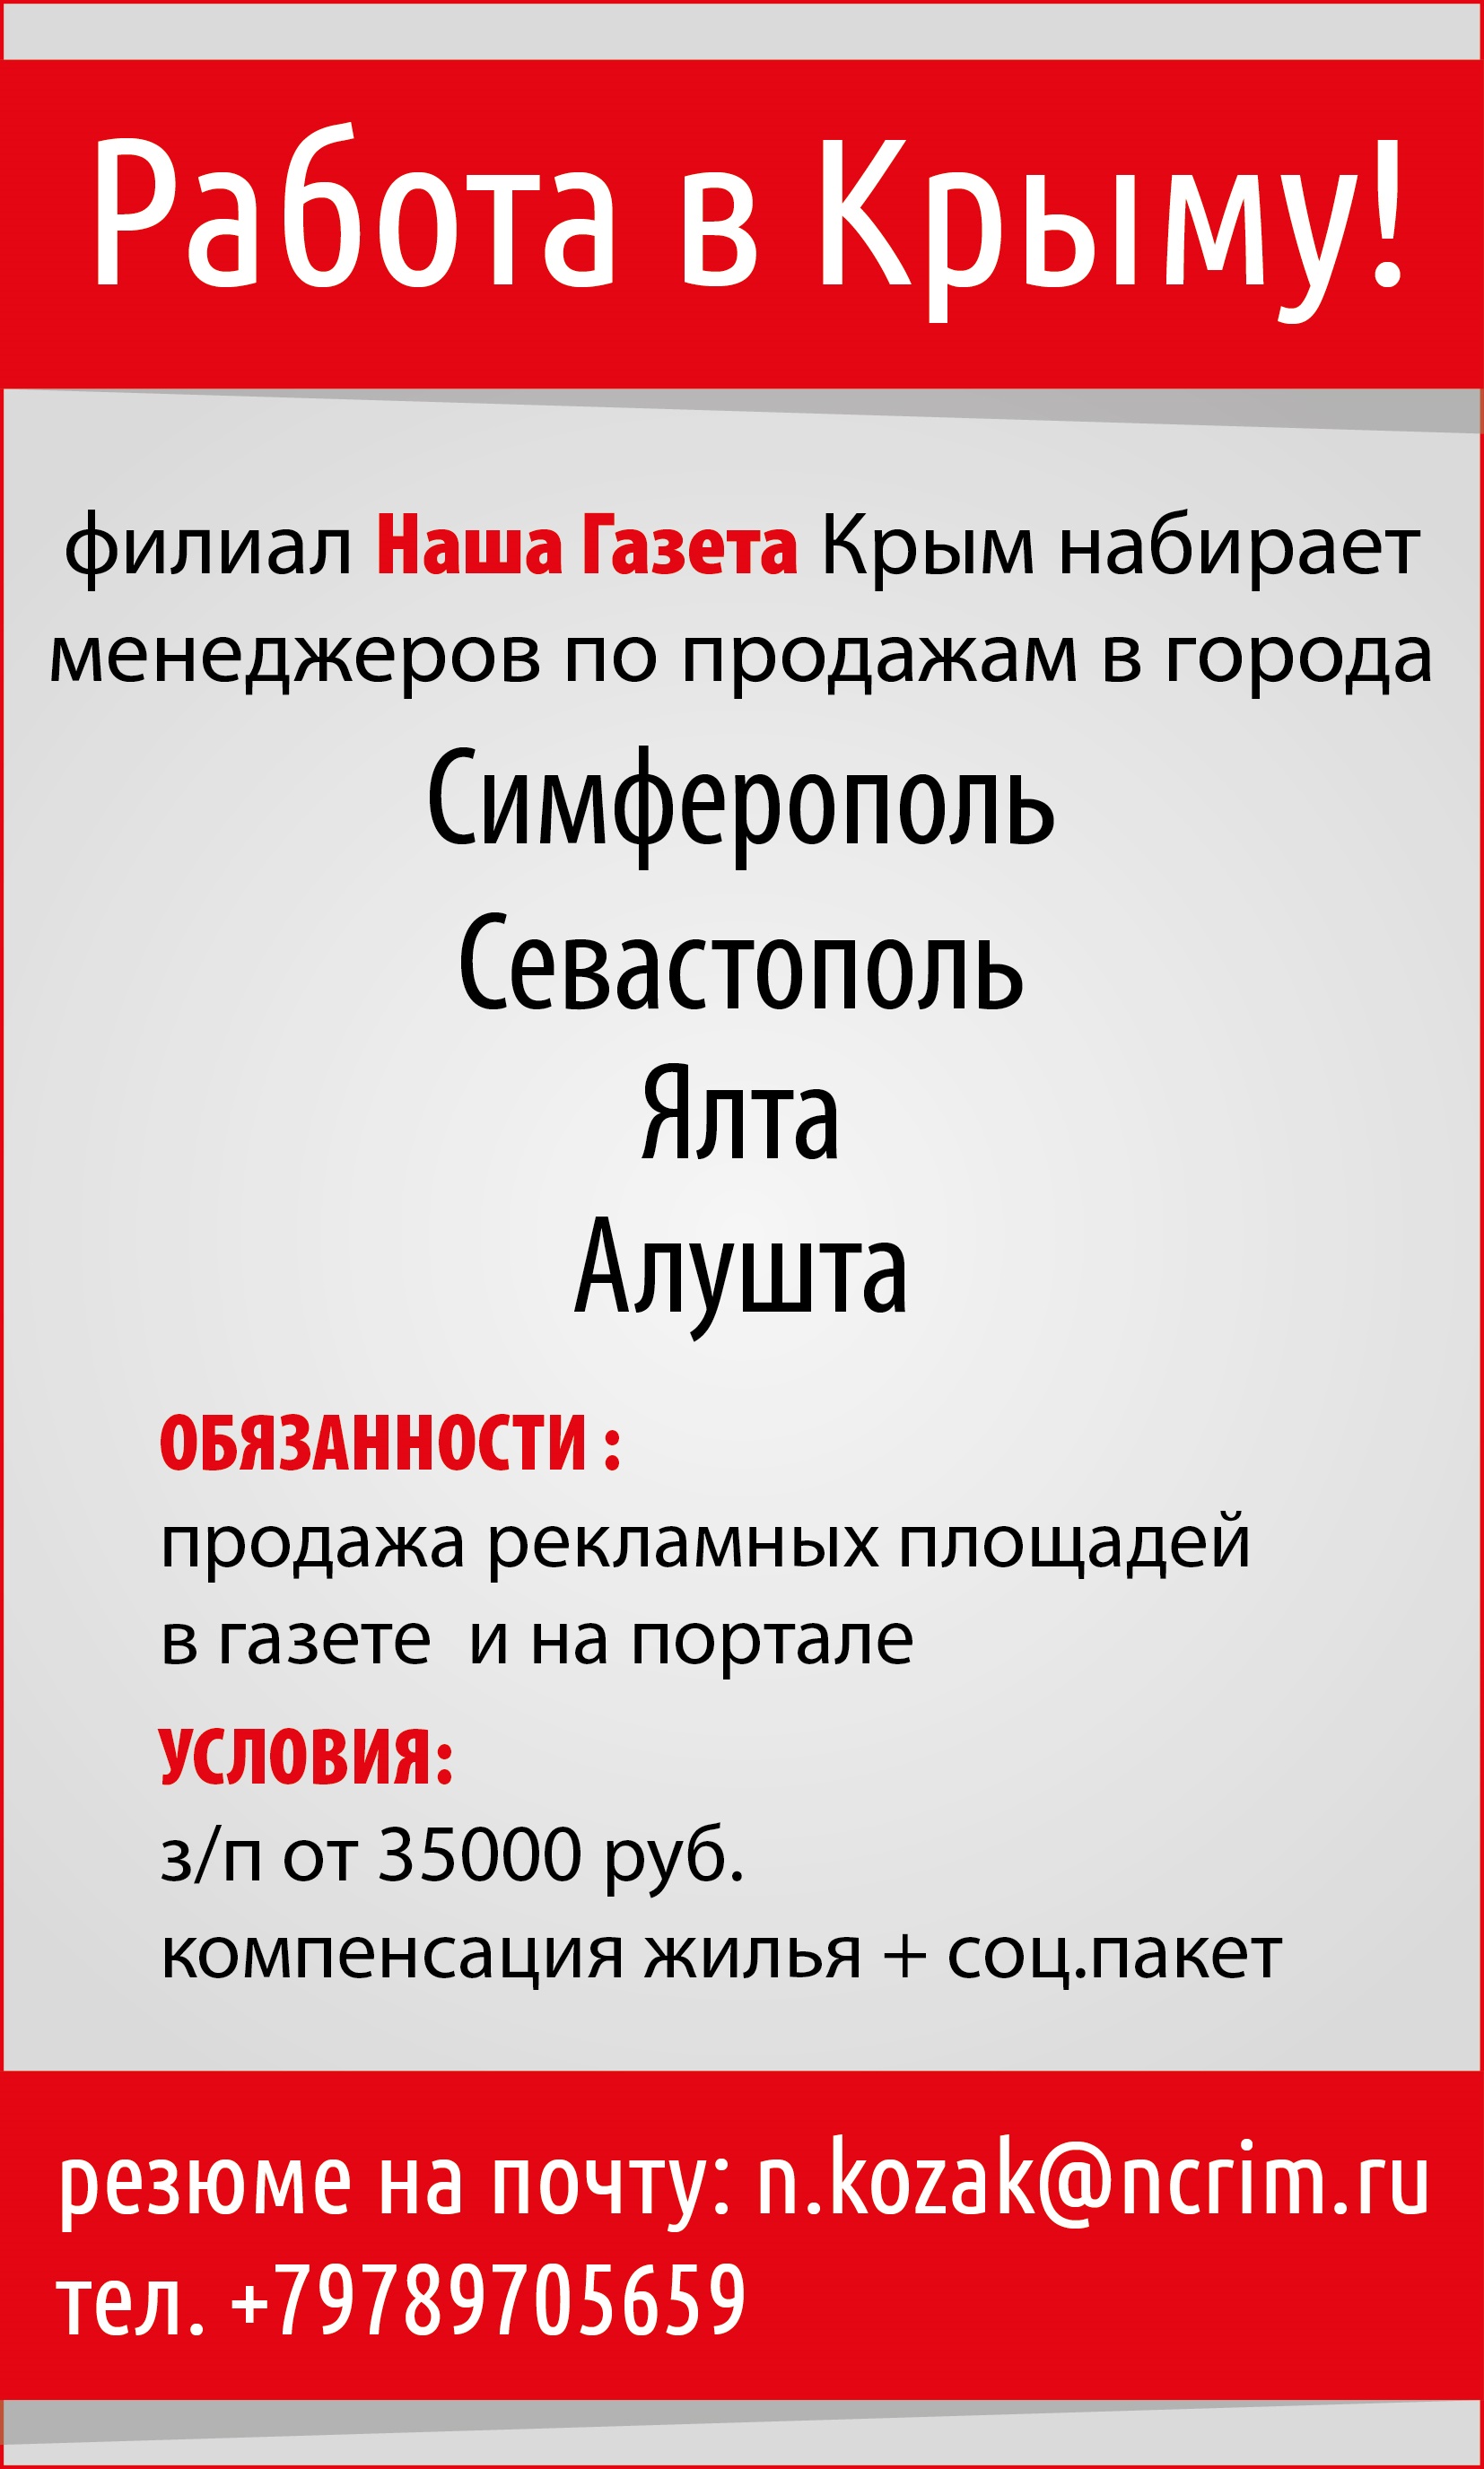 Работа в Крыму!
филиал Наша Газета Крым набирает
менеджеров по продажам в города
Симферополь
Севастополь
Ялта
Алушта
ОБЯЗАННОСТИ :
продажа рекламных площадей
в газете  и на портале
УСЛОВИЯ:
з/п от 35000 руб.
компенсация жилья + соц.пакет
резюме на почту: n.kozak@ncrim.ru
тел. +79789705659